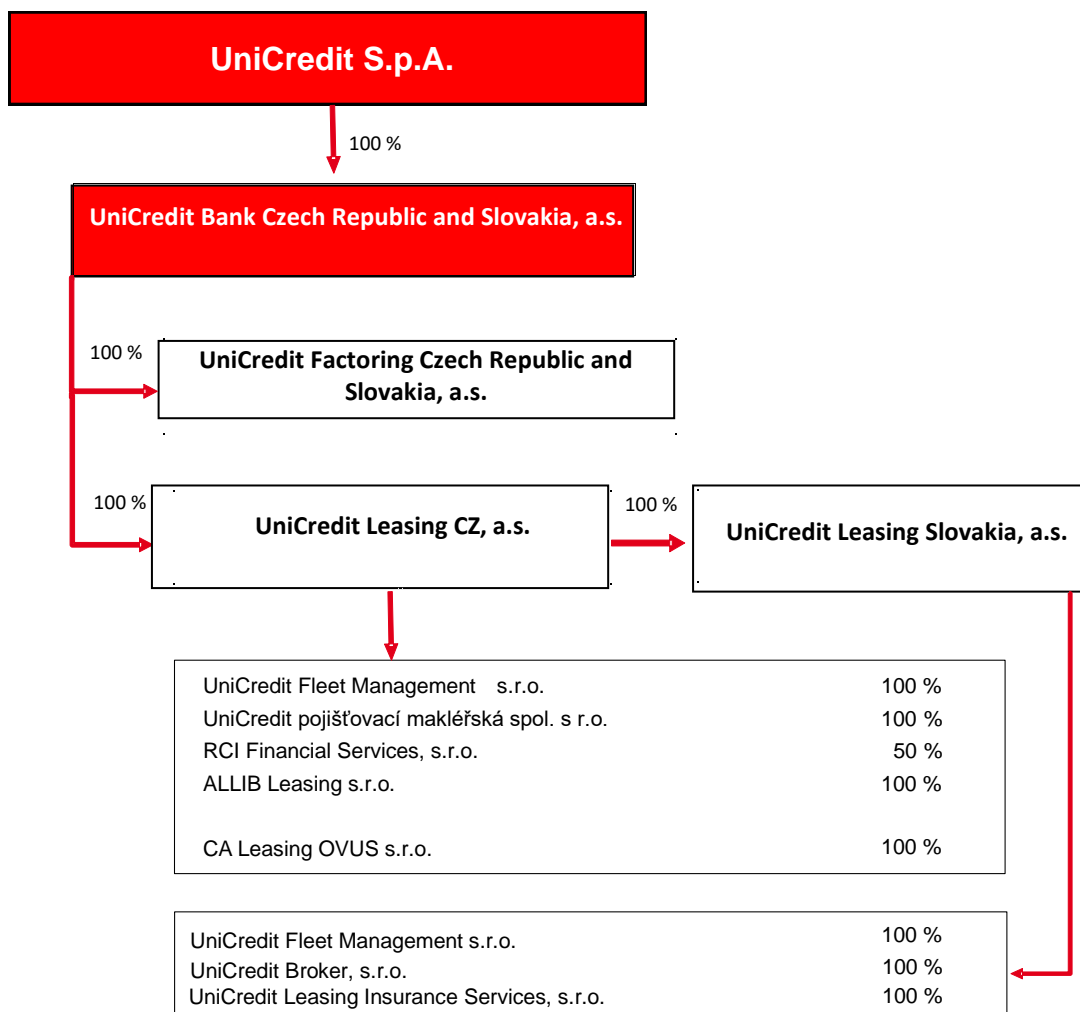 UniCredit S.p.A.
100 %
UniCredit Bank Czech Republic and Slovakia, a.s.
100 %
UniCredit Factoring Czech Republic and
Slovakia, a.s.
100 %
UniCredit Leasing CZ, a.s.
100 %
UniCredit Leasing Slovakia, a.s.
UniCredit Fleet Management s.r.o. 100 %
UniCredit pojišťovací makléřská spol. s r.o. 100 %
RCI Financial Services, s.r.o. 50 %
ALLIB Leasing s.r.o. 100 %
CA Leasing OVUS s.r.o. 100 %
UniCredit Fleet Management s.r.o. 100 %
UniCredit Broker, s.r.o. 100 %
UniCredit Leasing Insurance Services, s.r.o. 100 %